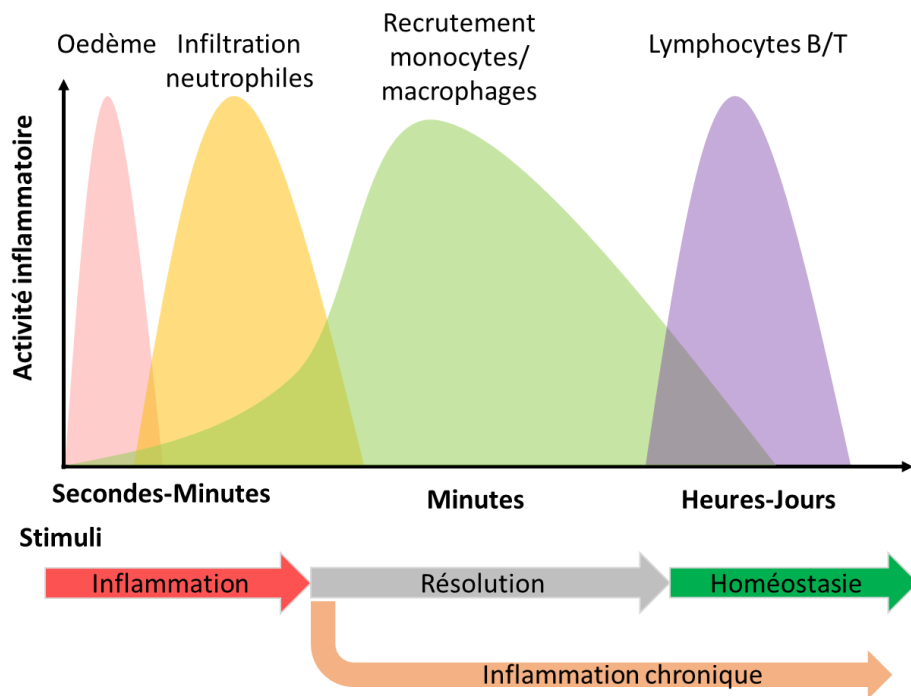 Oedème
Infiltration
neutrophiles
Recrutement
monocytes/
macrophages
Lymphocytes B/T
Activité inflammatoire
Secondes-Minutes
Minutes
Heures-Jours
Stimuli
Inflammation
Résolution
Homéostasie
Inflammation chronique